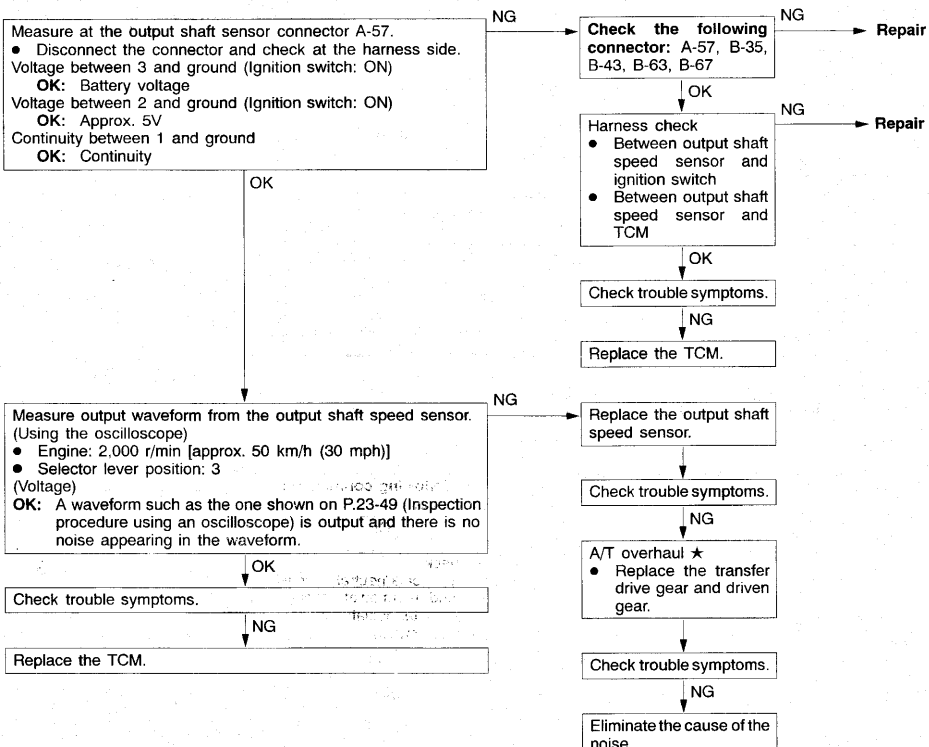 Measure at the output shaft sensor connector A-57.
● Disconnect the connector and check at the harness side.
Voltage between 3 and ground (Ignition switch: ON)
OK: Battery voltage
Voltage between 2 and ground (Ignition switch: ON)
OK: Approx. 5V
Continuity between 1 and ground
OK: Continuity
NG
Check the following
connector: A-57, B-35,
B-43, B-63, B-67
NG
Repair
OK
Harness check
● Between output shaft
speed sensor and
ignition switch
● Between output shaft
speed sensor and
TCM
NG
Repair
OK
Check trouble symptoms.
NG
Replace the TCM.
OK
Measure output waveform from the output shaft speed sensor.
(Using the oscilloscope)
● Engine: 2,000 r/min [approx. 50 km/h (30 mph)]
● Selector lever position: 3
(Voltage)
OK: A waveform such as the one shown on P.23-49 (Inspection
procedure using an oscilloscope) is output and there is no
noise appearing in the waveform.
NG
Replace the output shaft
speed sensor.
Check trouble symptoms.
NG
A/T overhaul ★
● Replace the transfer
drive gear and driven
gear.
Check trouble symptoms.
NG
Eliminate the cause of the
noise
OK
Check trouble symptoms.
NG
Replace the TCM.